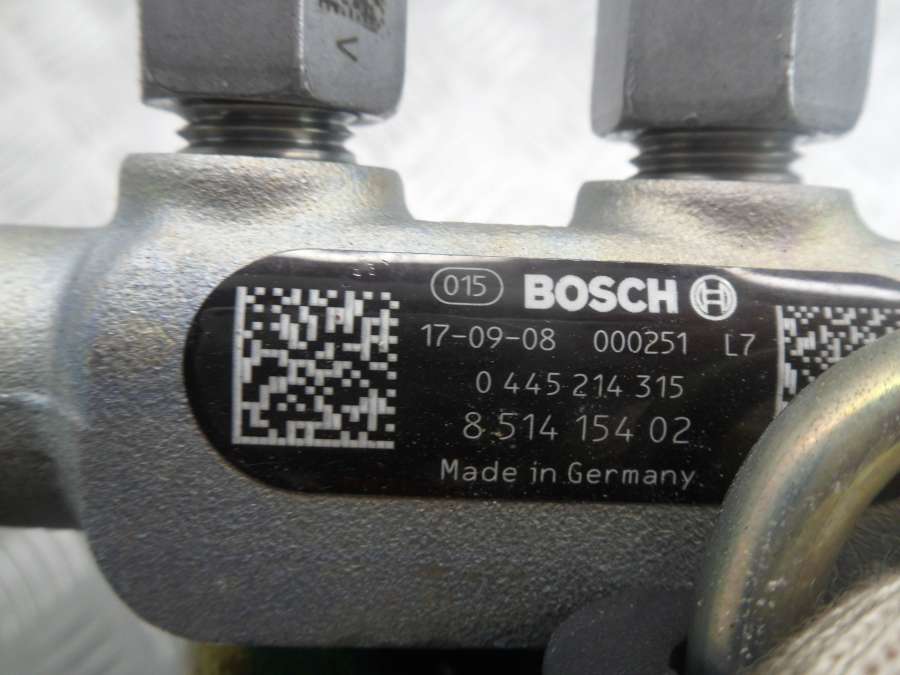 015 BOSCH
17-09-08 000251 L7
0 445 214 315
8 514 154 02
Made in Germany